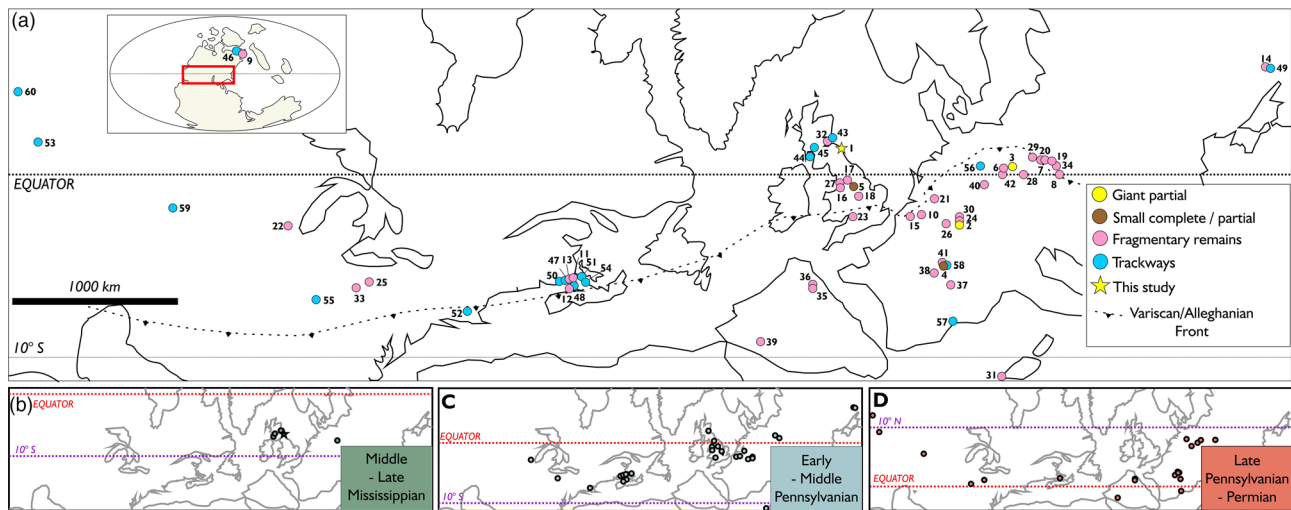 (a)
46
9
14
49
60
53
32
43
1
45
44
EQUATOR
29
20
19
3
7
34
6
56
42
28
8
40
27
17
5
16
18
21
59
22
23
15
10
30
24
26
2
Giant partial
Small complete / partial
Fragmentary remains
Trackways
This study
Variscan/Alleghanian
Front
11
13
51
47
54
50
12
48
41
58
38
4
37
36
35
25
33
1000 km
55
52
57
39
10° S
31
(b)
EQUATOR
10° S
Middle
- Late
Mississippian
C
EQUATOR
10° S
Early
- Middle
Pennsylvanian
D
10° N
EQUATOR
Late
Pennsylvanian
- Permian